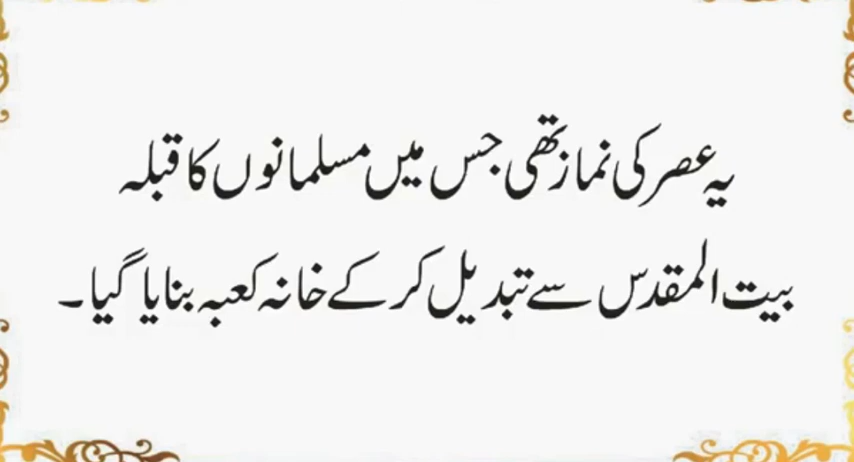 یہ عصر کی نماز تھی جس میں مسلمانوں کا قبلہ
بیت المقدس سے تبدیل کر کے خانہ کعبہ بنایا گیا۔